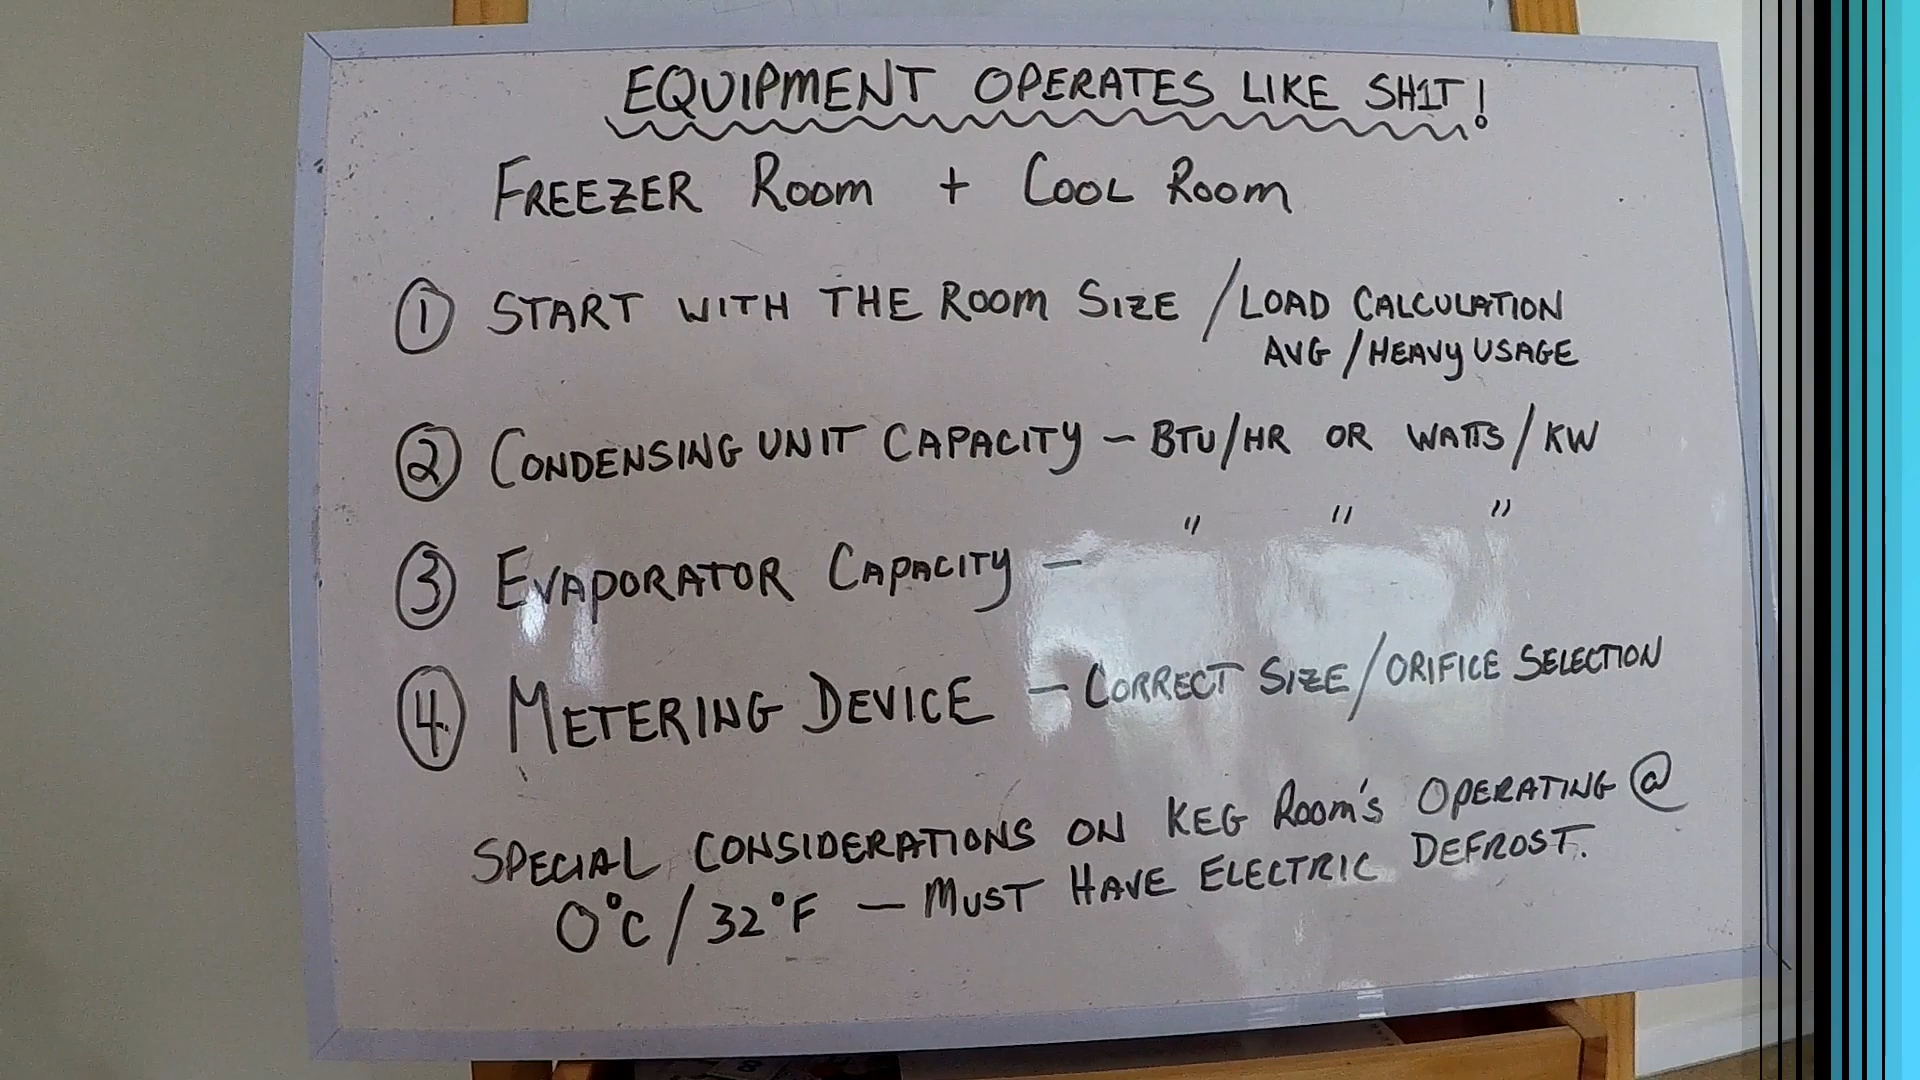 EQUIPMENT OPERATES LIKE SH1T!
FREEZER ROOM + COOL ROOM
① START WITH THE ROOM SIZE / LOAD CALCULATION
AVG / HEAVY USAGE
② CONDENSING UNIT CAPACITY – BTU/HR OR WATTS/KW
③ EVAPORATOR CAPACITY – " " "
④ METERING DEVICE – CORRECT SIZE/ORIFICE SELECTION
SPECIAL CONSIDERATIONS ON KEG ROOM'S OPERATING @
0°C / 32°F – MUST HAVE ELECTRIC DEFROST.